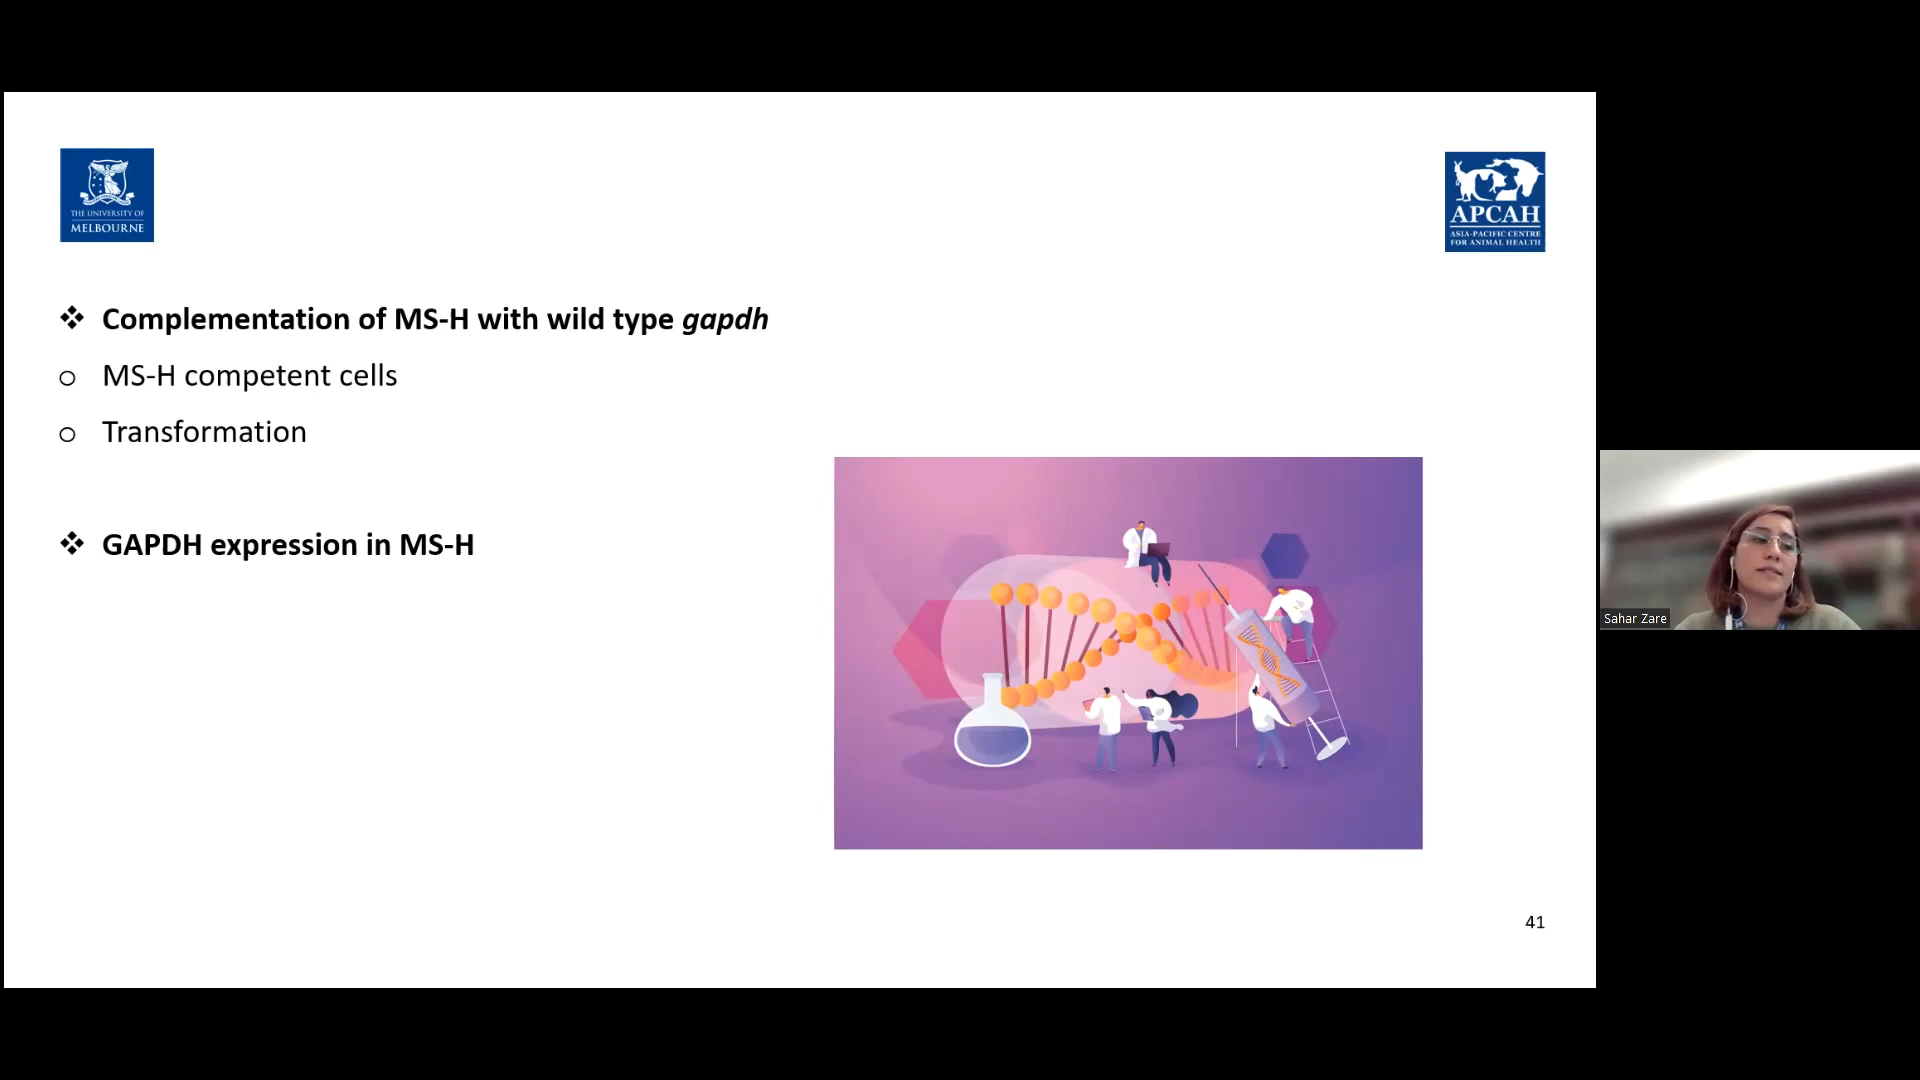 THE UNIVERSITY OF
MELBOURNE
APCAH
ASIA-PACIFIC CENTRE
FOR ANIMAL HEALTH
❖ Complementation of MS-H with wild type gapdh
o MS-H competent cells
o Transformation
❖ GAPDH expression in MS-H
Sahar Zare
41